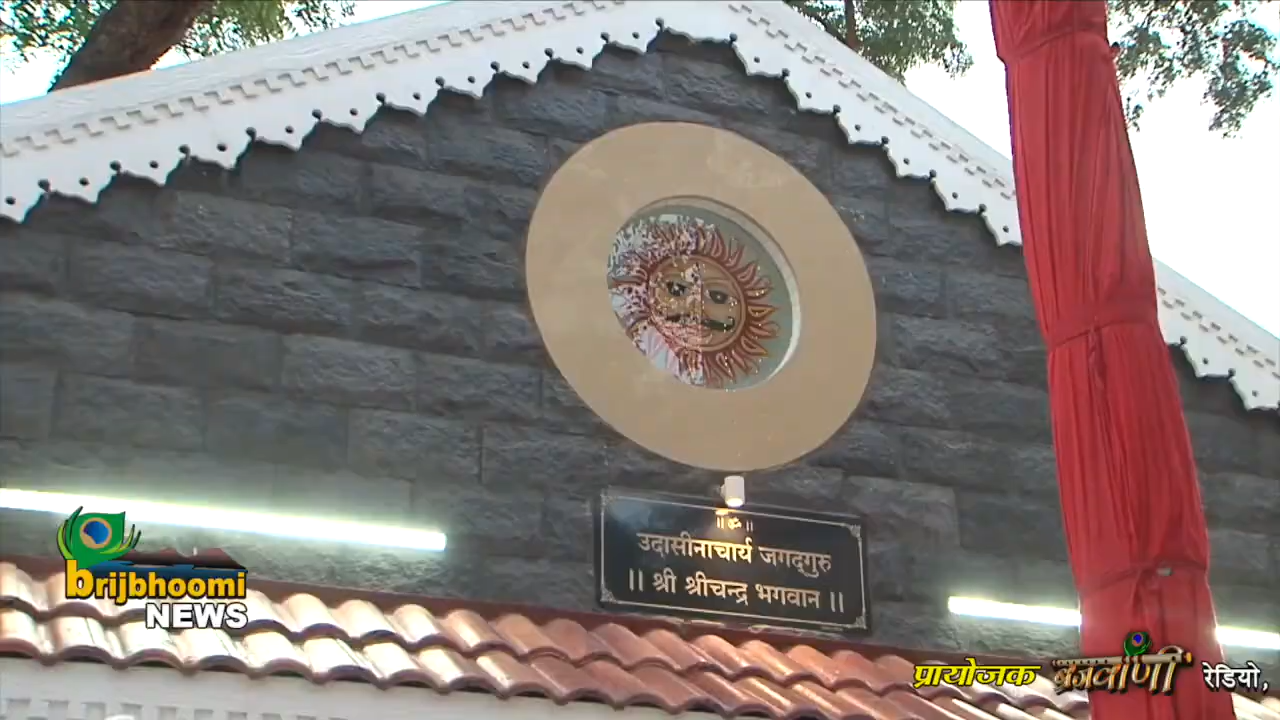 ॥ ॐ ॥
उदासीनाचार्य जगद्गुरु
|| श्री श्रीचन्द्र भगवान ||
brijbhoomi
NEWS
प्रायोजक ब्रजवाणी रेडियो,